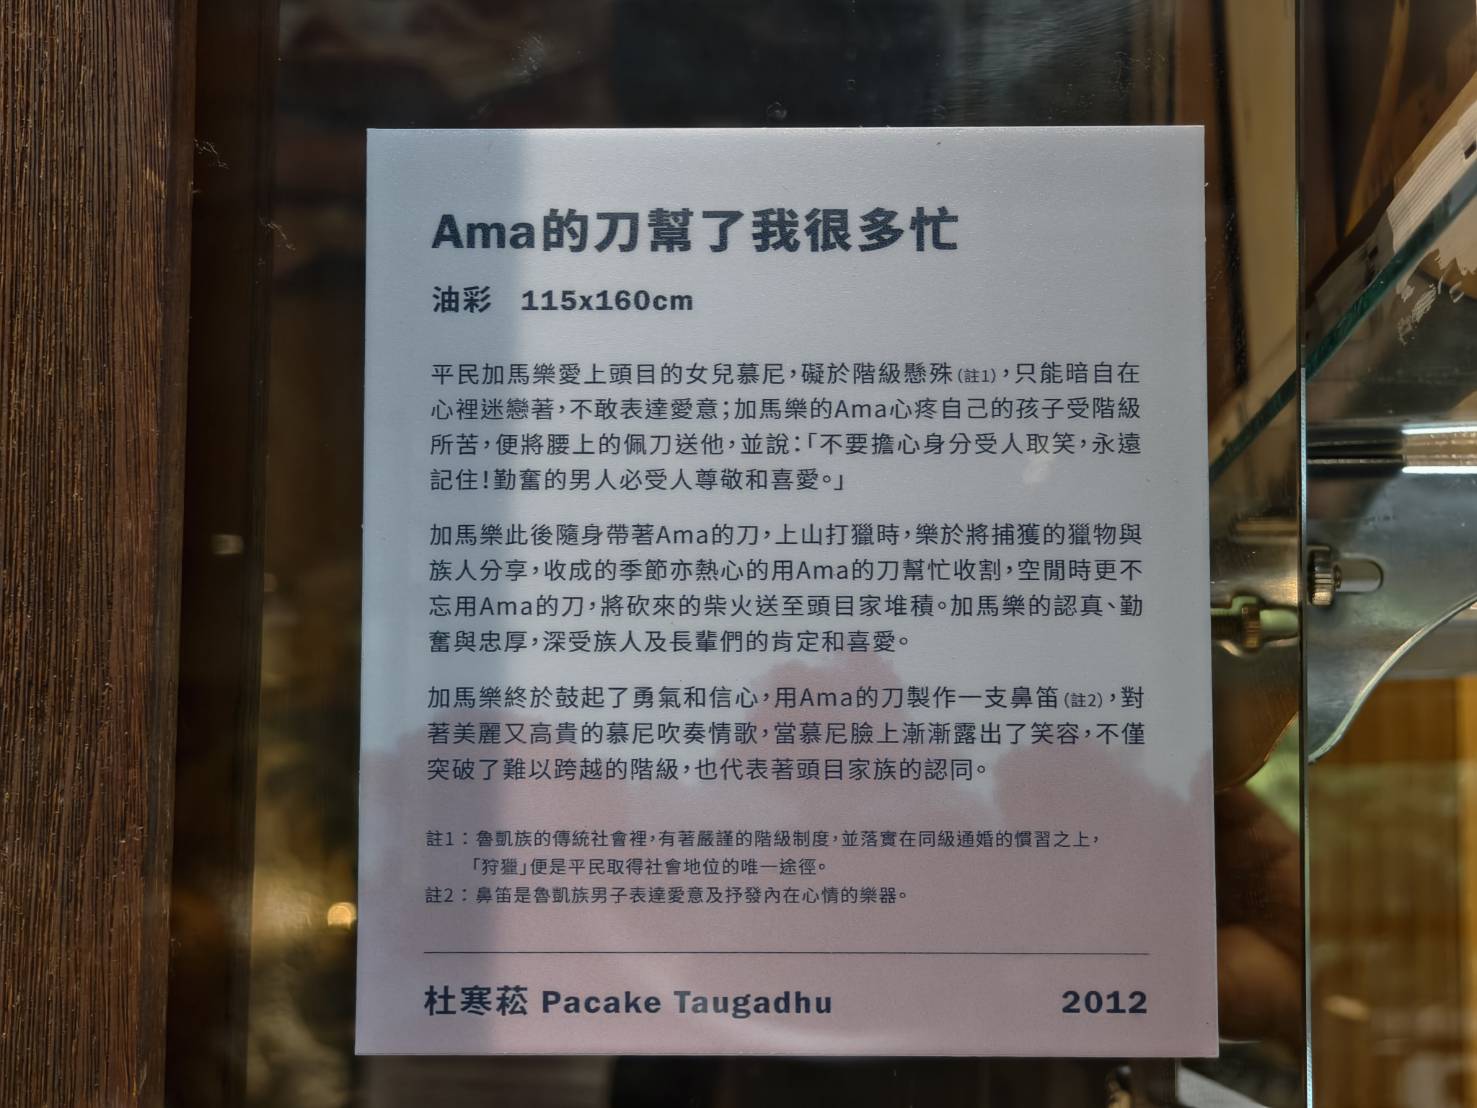 Ama的刀幫了我很多忙
油彩 115x160cm
平民加馬樂愛上頭目的女兒慕尼，礙於階級懸殊(註1)，只能暗自在
心裡迷戀著，不敢表達愛意；加馬樂的Ama心疼自己的孩子受階級
所苦，便將腰上的佩刀送他，並說：「不要擔心身分受人取笑，永遠
記住！勤奮的男人必受人尊敬和喜愛。」
加馬樂此後隨身帶著Ama的刀，上山打獵時，樂於將捕獲的獵物與
族人分享，收成的季節亦熱心的用Ama的刀幫忙收割，空閒時更不
忘用Ama的刀，將砍來的柴火送至頭目家堆積。加馬樂的認真、勤
奮與忠厚，深受族人及長輩們的肯定和喜愛。
加馬樂終於鼓起了勇氣和信心，用Ama的刀製作一支鼻笛(註2)，對
著美麗又高貴的慕尼吹奏情歌，當慕尼臉上漸漸露出了笑容，不僅
突破了難以跨越的階級，也代表著頭目家族的認同。
註1：魯凱族的傳統社會裡，有著嚴謹的階級制度，並落實在同級通婚的慣習之上，
「狩獵」便是平民取得社會地位的唯一途徑。
註2：鼻笛是魯凱族男子表達愛意及抒發內在心情的樂器。
杜寒菘 Pacake Taugadhu 2012